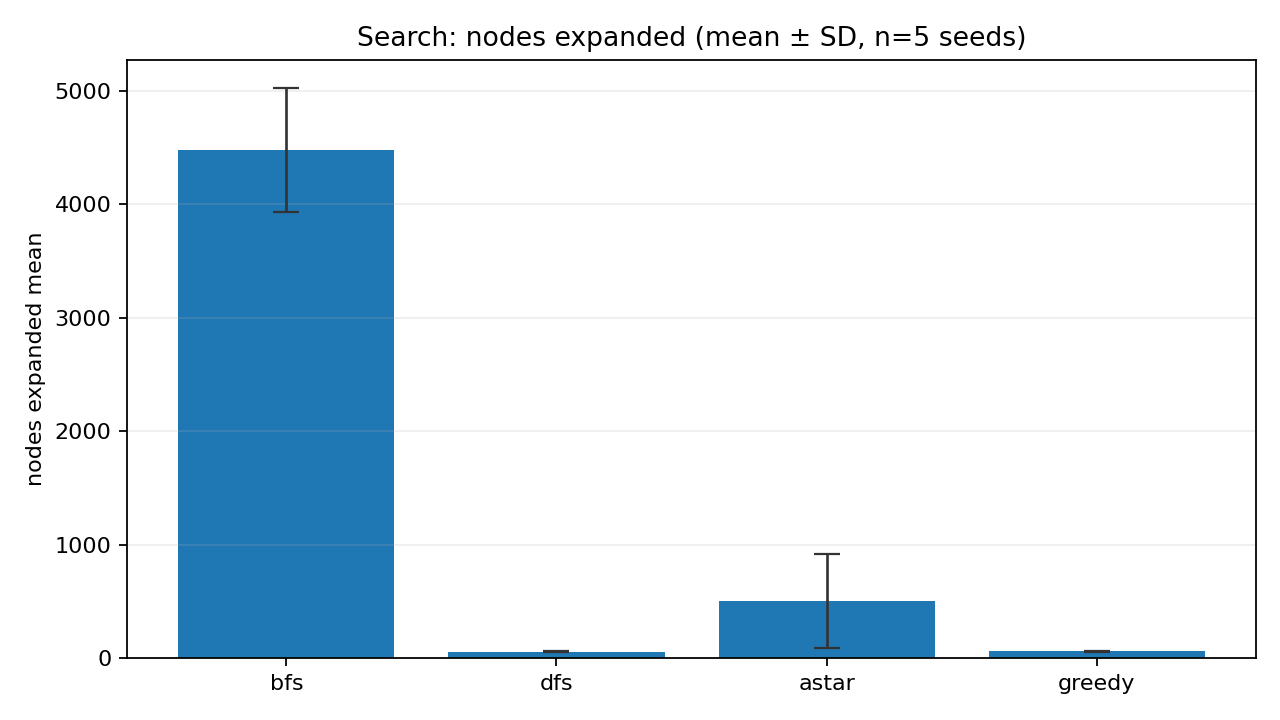 Search: nodes expanded (mean ± SD, n=5 seeds)
nodes expanded mean
5000
4000
3000
2000
1000
0
bfs dfs astar greedy